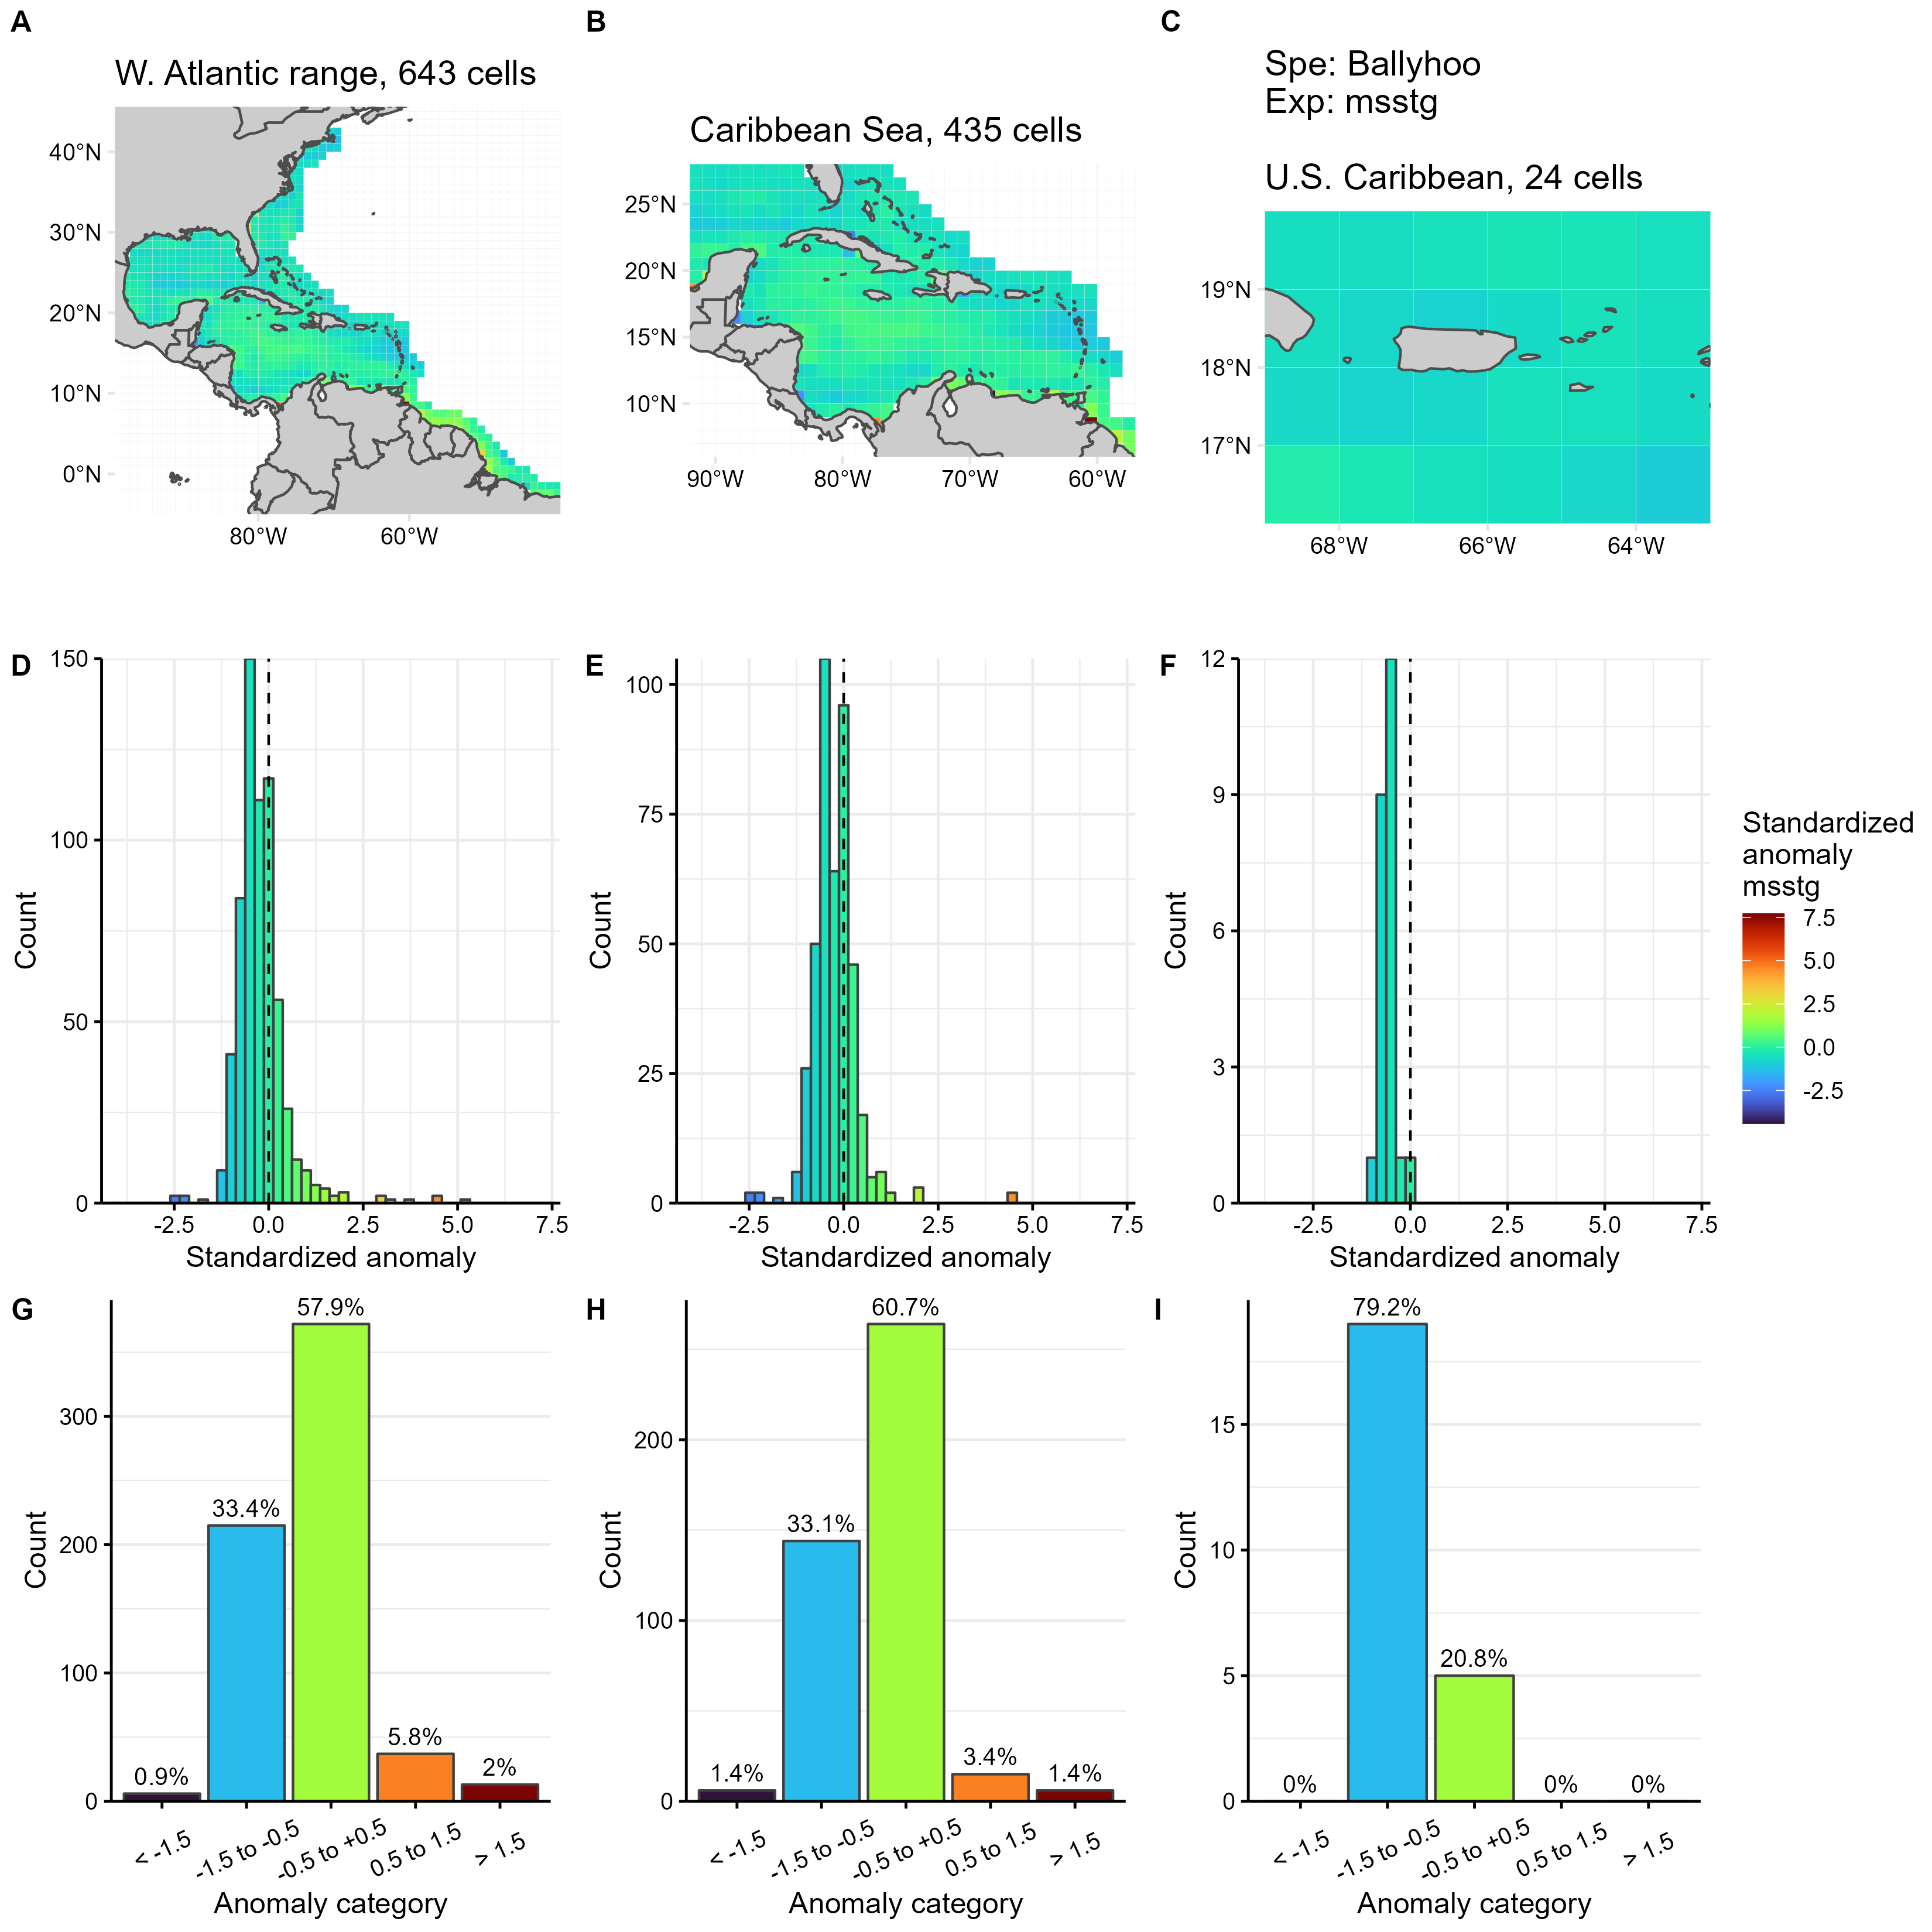 A
W. Atlantic range, 643 cells
40°N
30°N
20°N
10°N
0°N
80°W
60°W
B
Caribbean Sea, 435 cells
25°N
20°N
15°N
10°N
90°W
80°W
70°W
60°W
C
Spe: Ballyhoo
Exp: msstg
U.S. Caribbean, 24 cells
19°N
18°N
17°N
68°W
66°W
64°W
D
Count
150
100
50
0
-2.5
0.0
2.5
5.0
7.5
Standardized anomaly
E
Count
100
75
50
25
0
-2.5
0.0
2.5
5.0
7.5
Standardized anomaly
F
Count
12
9
6
3
0
-2.5
0.0
2.5
5.0
7.5
Standardized anomaly
Standardized
anomaly
msstg
7.5
5.0
2.5
0.0
-2.5
G
Count
300
200
100
0
0.9%
33.4%
57.9%
5.8%
2%
< -1.5
-1.5 to -0.5
-0.5 to +0.5
0.5 to 1.5
> 1.5
Anomaly category
H
Count
200
100
0
1.4%
33.1%
60.7%
3.4%
1.4%
< -1.5
-1.5 to -0.5
-0.5 to +0.5
0.5 to 1.5
> 1.5
Anomaly category
I
Count
15
10
5
0
0%
79.2%
20.8%
0%
0%
< -1.5
-1.5 to -0.5
-0.5 to +0.5
0.5 to 1.5
> 1.5
Anomaly category